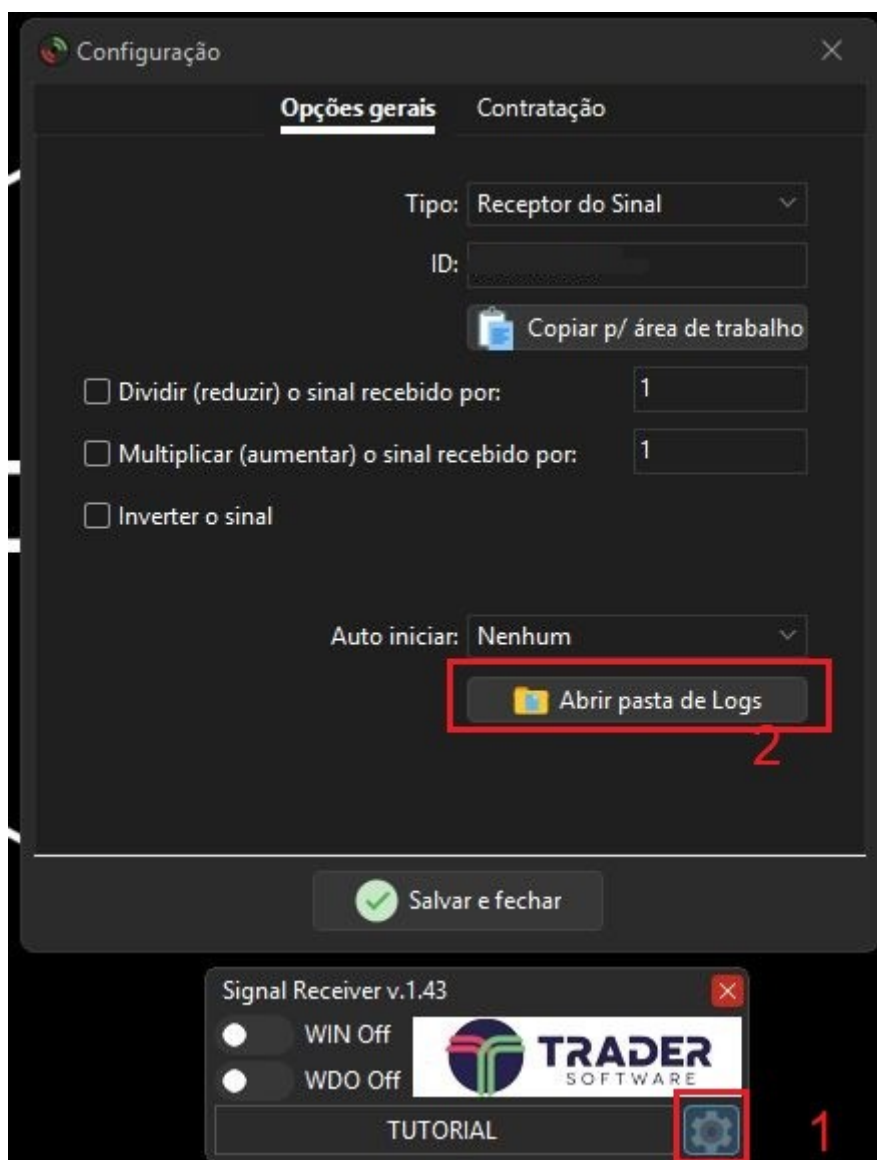 Configuração
Opções gerais Contratação
Tipo: Receptor do Sinal
ID:
Copiar p/ área de trabalho
Dividir (reduzir) o sinal recebido por: 1
Multiplicar (aumentar) o sinal recebido por: 1
Inverter o sinal
Auto iniciar: Nenhum
Abrir pasta de Logs
2
Salvar e fechar
Signal Receiver v.1.43
WIN Off
WDO Off
TRADER
SOFTWARE
TUTORIAL
1